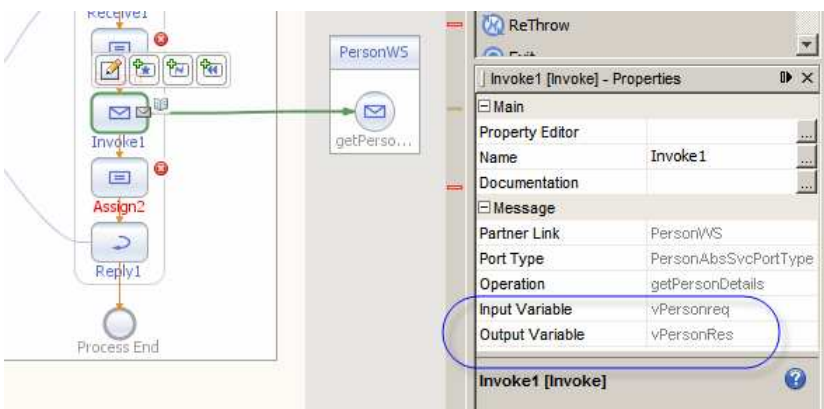 Receive1
Invoke1
Assign2
Reply1
Process End
PersonWS
getPerso...
ReThrow
Exit
Invoke1 [Invoke] - Properties
Main
Property Editor ...
Name Invoke1 ...
Documentation ...
Message
Partner Link PersonWS
Port Type PersonAbsSvcPortType
Operation getPersonDetails
Input Variable vPersonreq
Output Variable vPersonRes
Invoke1 [Invoke]